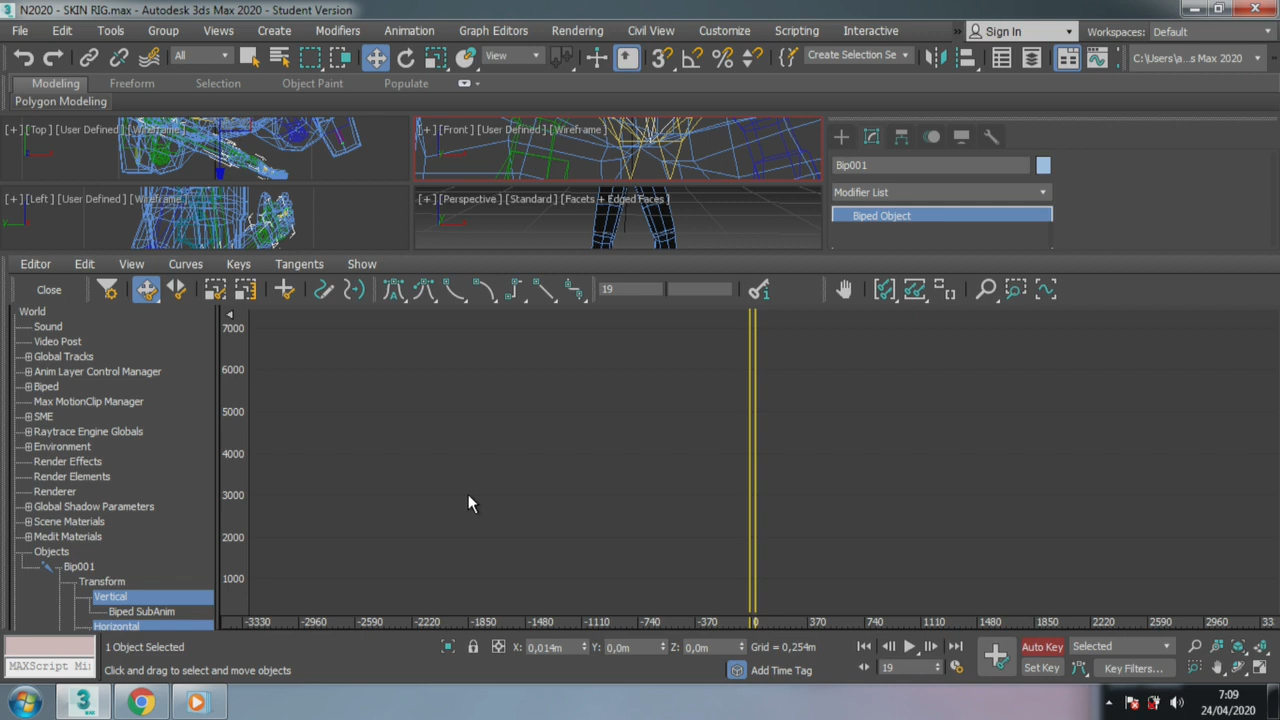 N2020 - SKIN RIG.max - Autodesk 3ds Max 2020 - Student Version
File Edit Tools Group Views Create Modifiers Animation Graph Editors Rendering Civil View Customize Scripting Interactive » Sign In Workspaces: Default
All View Create Selection Se C:\Users\a...s Max 2020
Modeling Freeform Selection Object Paint Populate
Polygon Modeling
[+] [Top] [User Defined] [Wireframe] [+] [Front] [User Defined] [Wireframe]
Bip001
Modifier List
[+] [Left] [User Defined] [Wireframe] [+] [Perspective] [Standard] [Facets + Edged Faces]
Biped Object
Editor Edit View Curves Keys Tangents Show
Close 19
World
Sound
Video Post
Global Tracks
Anim Layer Control Manager
Biped
Max MotionClip Manager
SME
Raytrace Engine Globals
Environment
Render Effects
Render Elements
Renderer
Global Shadow Parameters
Scene Materials
Medit Materials
Objects
Bip001
Transform
Vertical
Biped SubAnim
Horizontal
7000
6000
5000
4000
3000
2000
1000
-3330 -2960 -2590 -2220 -1850 -1480 -1110 -740 -370 0 370 740 1110 1480 1850 2220 2590 2960 33
1 Object Selected X: 0,014m Y: 0,0m Z: 0,0m Grid = 0,254m Auto Key Selected
MAXScript Mi Click and drag to select and move objects Add Time Tag 19 Set Key Key Filters...
7:09
24/04/2020